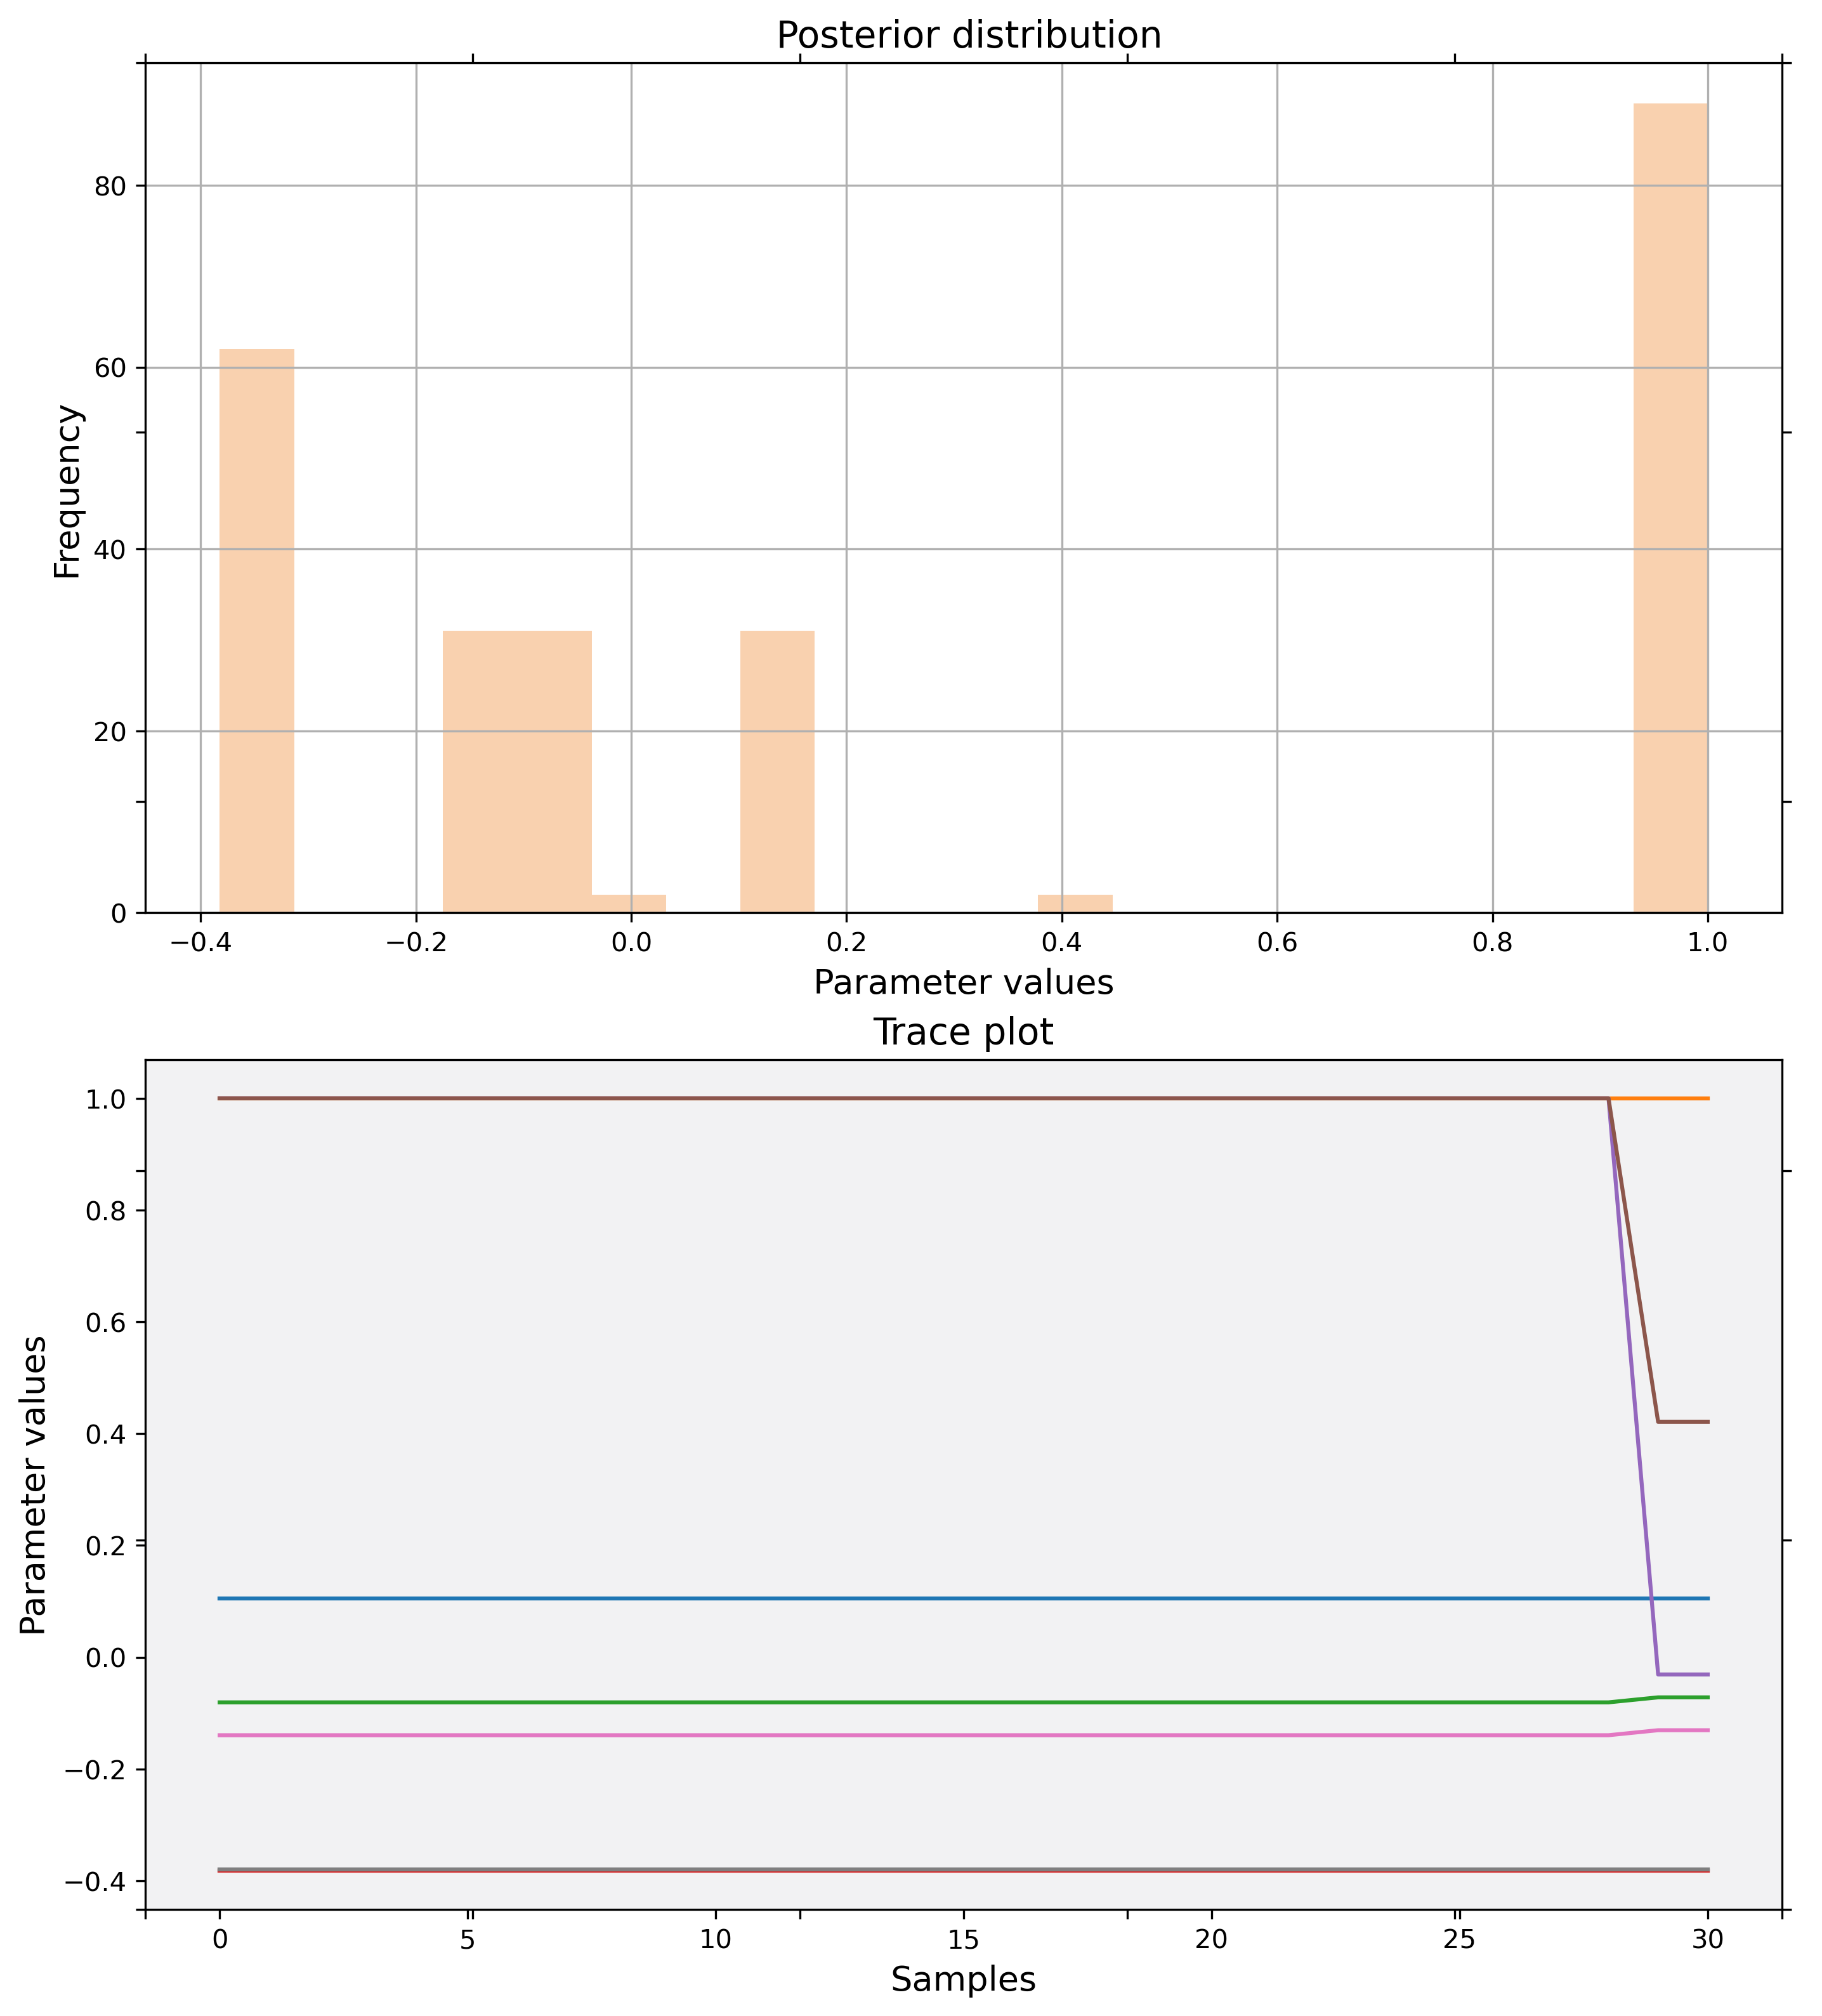 Posterior distribution
Frequency
80
60
40
20
0
−0.4 −0.2 0.0 0.2 0.4 0.6 0.8 1.0
Parameter values
Trace plot
Parameter values
1.0
0.8
0.6
0.4
0.2
0.0
−0.2
−0.4
0 5 10 15 20 25 30
Samples